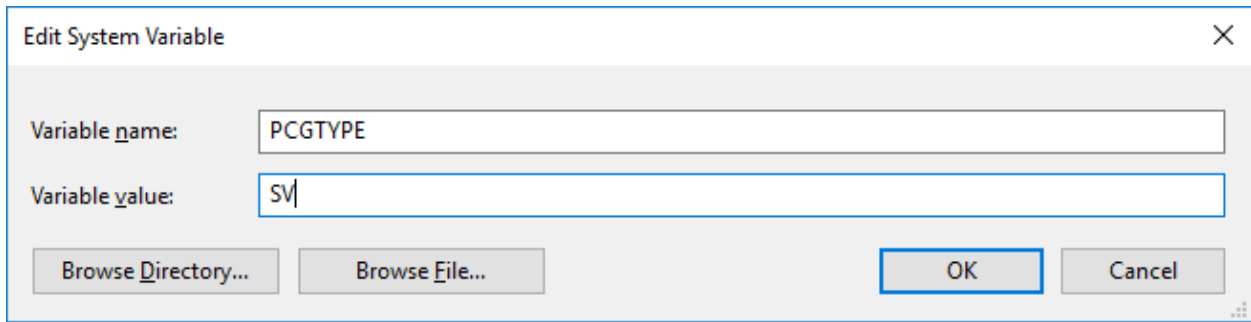 Edit System Variable
Variable name: PCGTYPE
Variable value: SV
Browse Directory... Browse File... OK Cancel